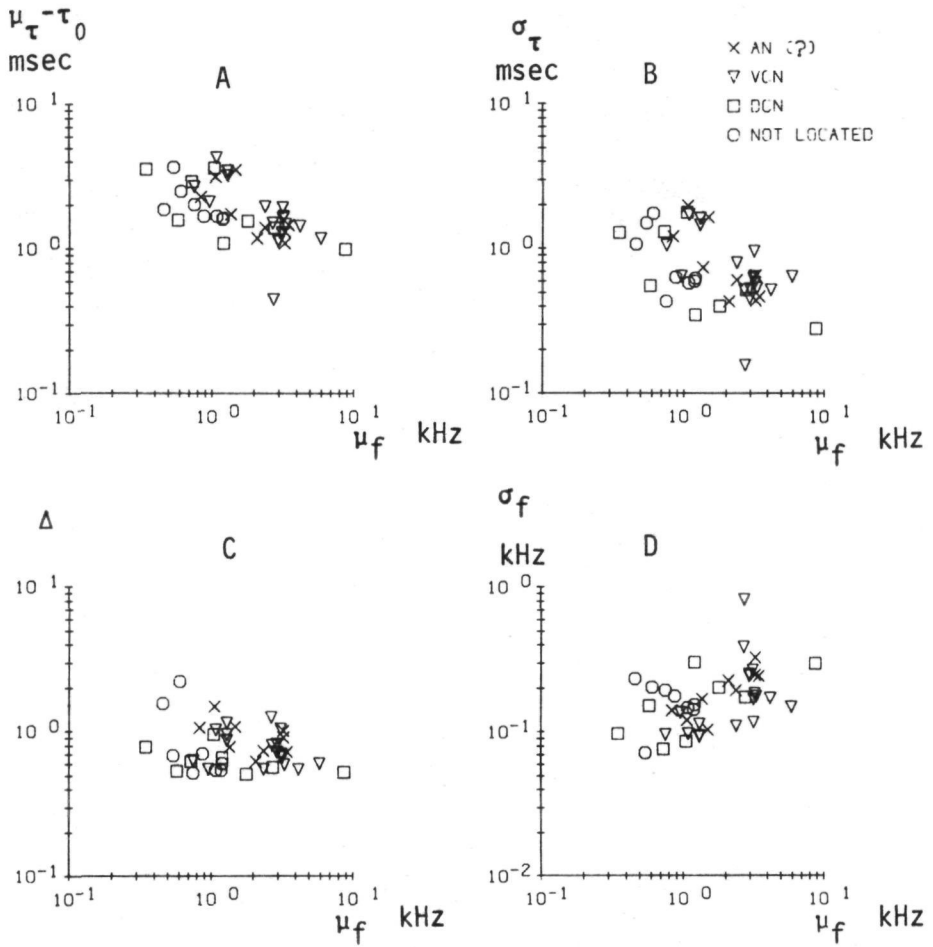 μτ-τ0
msec
A
10^1
10^0
10^-1
10^-1
10^0
10^1
μf kHz
στ
msec
B
× AN (?)
▽ VCN
□ DCN
○ NOT LOCATED
10^1
10^0
10^-1
10^-1
10^0
10^1
μf kHz
Δ
C
10^1
10^0
10^-1
10^-1
10^0
10^1
μf kHz
σf
kHz
D
10^0
10^-1
10^-2
10^-1
10^0
10^1
μf kHz